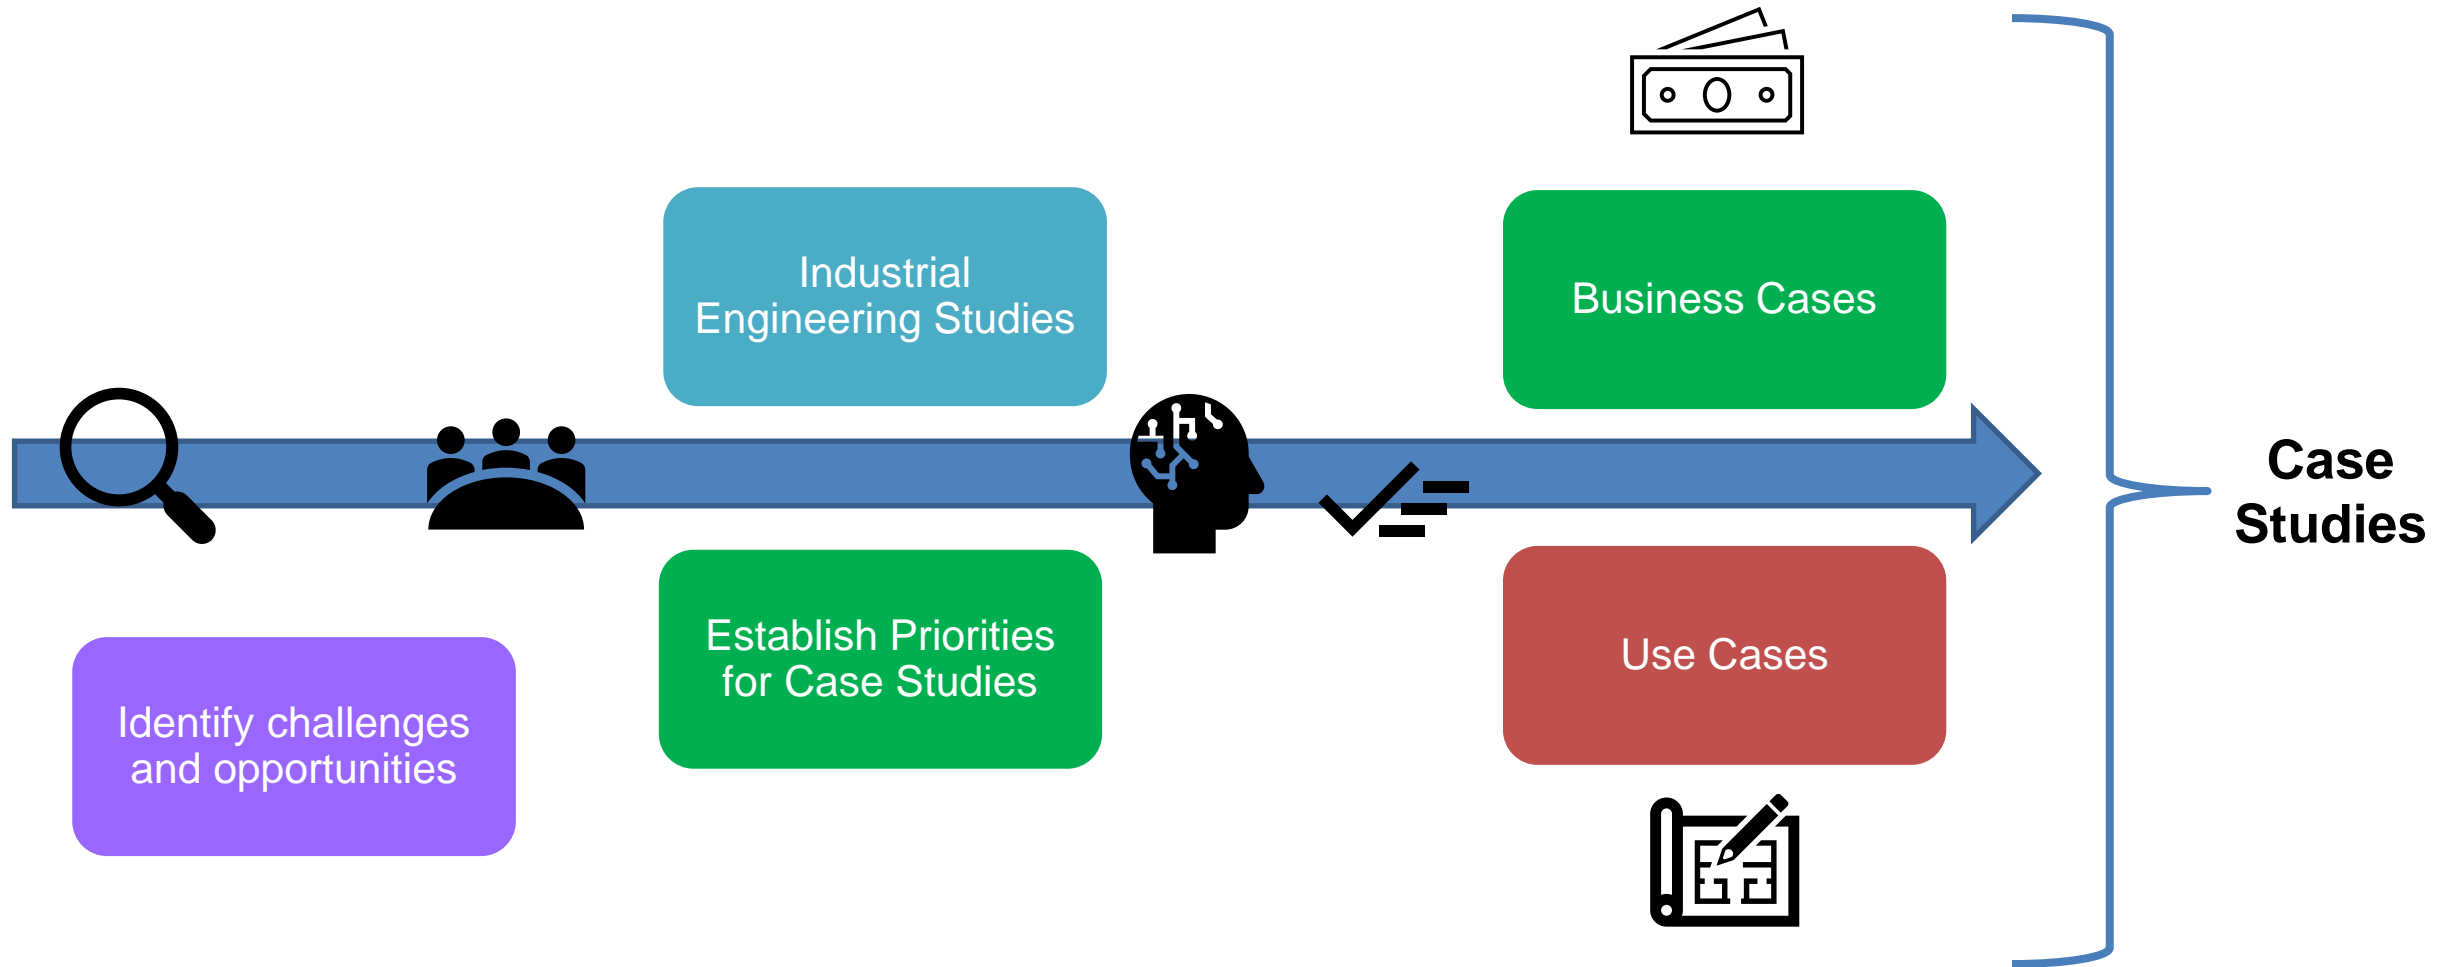 Industrial
Engineering Studies
Business Cases
Case
Studies
Establish Priorities
for Case Studies
Use Cases
Identify challenges
and opportunities